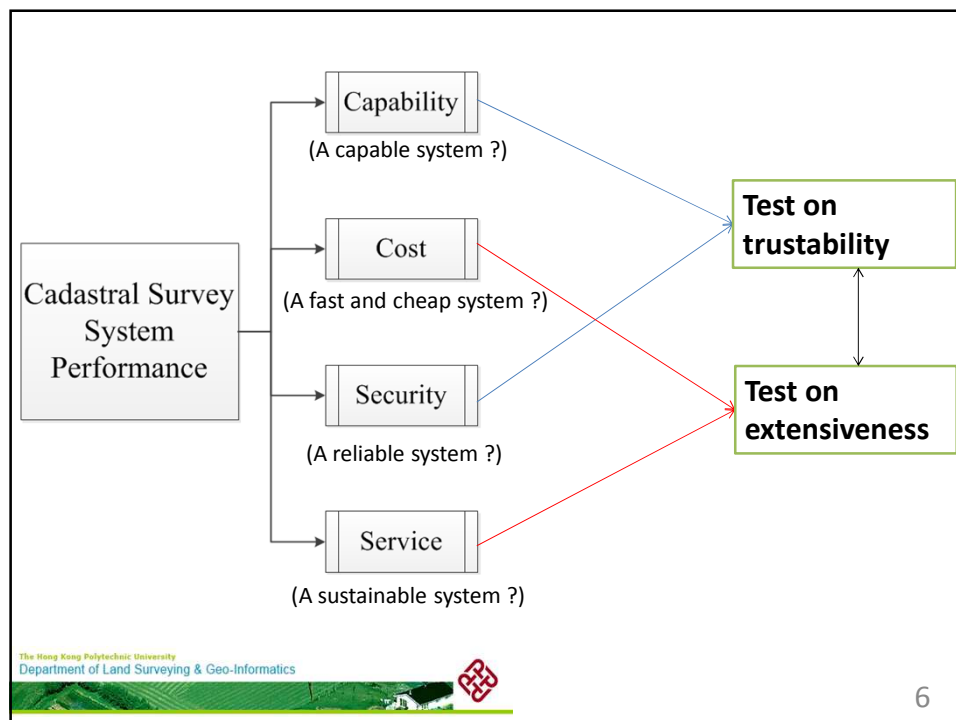 Capability
(A capable system ?)
Cost
(A fast and cheap system ?)
Cadastral Survey
System
Performance
Security
(A reliable system ?)
Service
(A sustainable system ?)
Test on
trustability
Test on
extensiveness
The Hong Kong Polytechnic University
Department of Land Surveying & Geo-Informatics
6